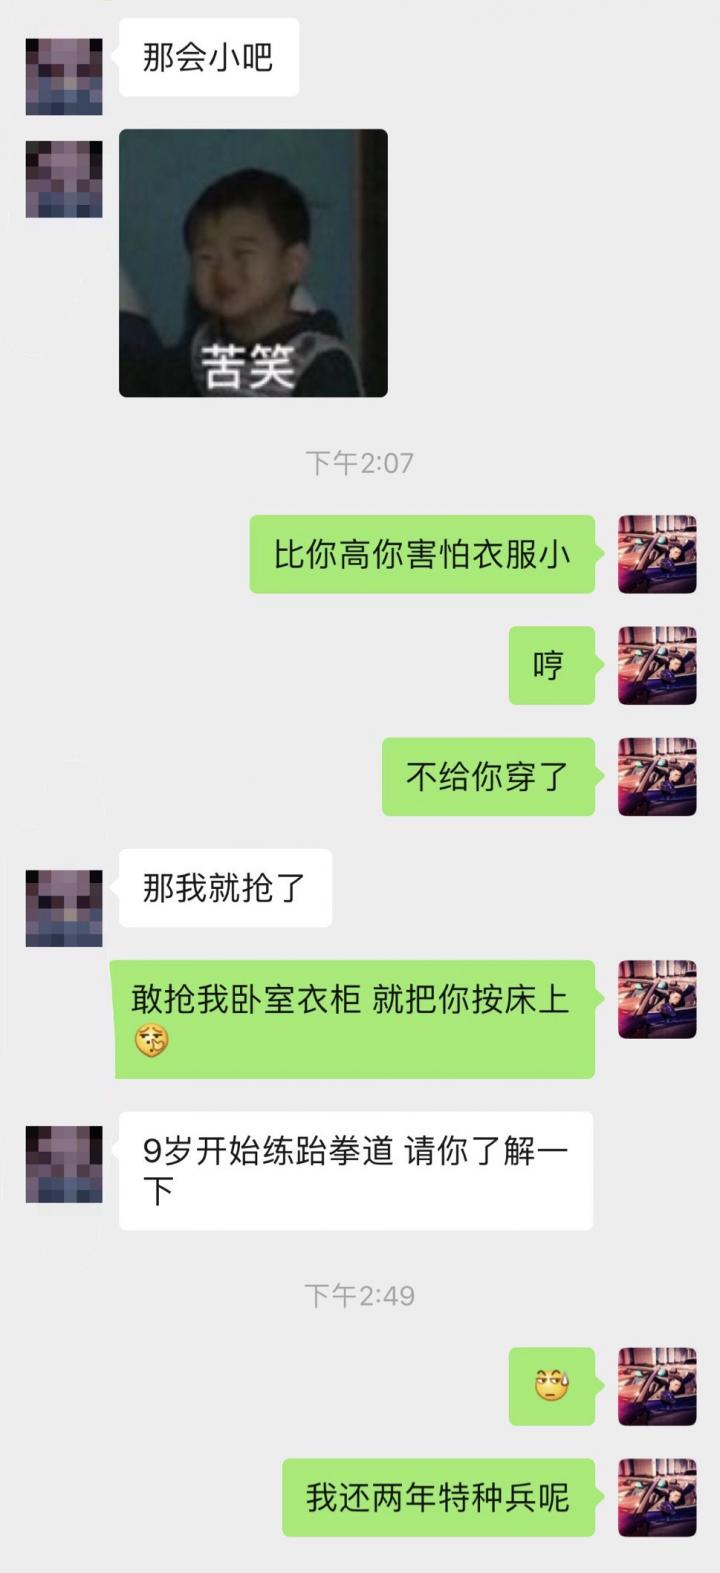 那会小吧
苦笑
下午2:07
比你高你害怕衣服小
哼
不给你穿了
那我就抢了
敢抢我卧室衣柜 就把你按床上
9岁开始练跆拳道 请你了解一
下
下午2:49
我还两年特种兵呢